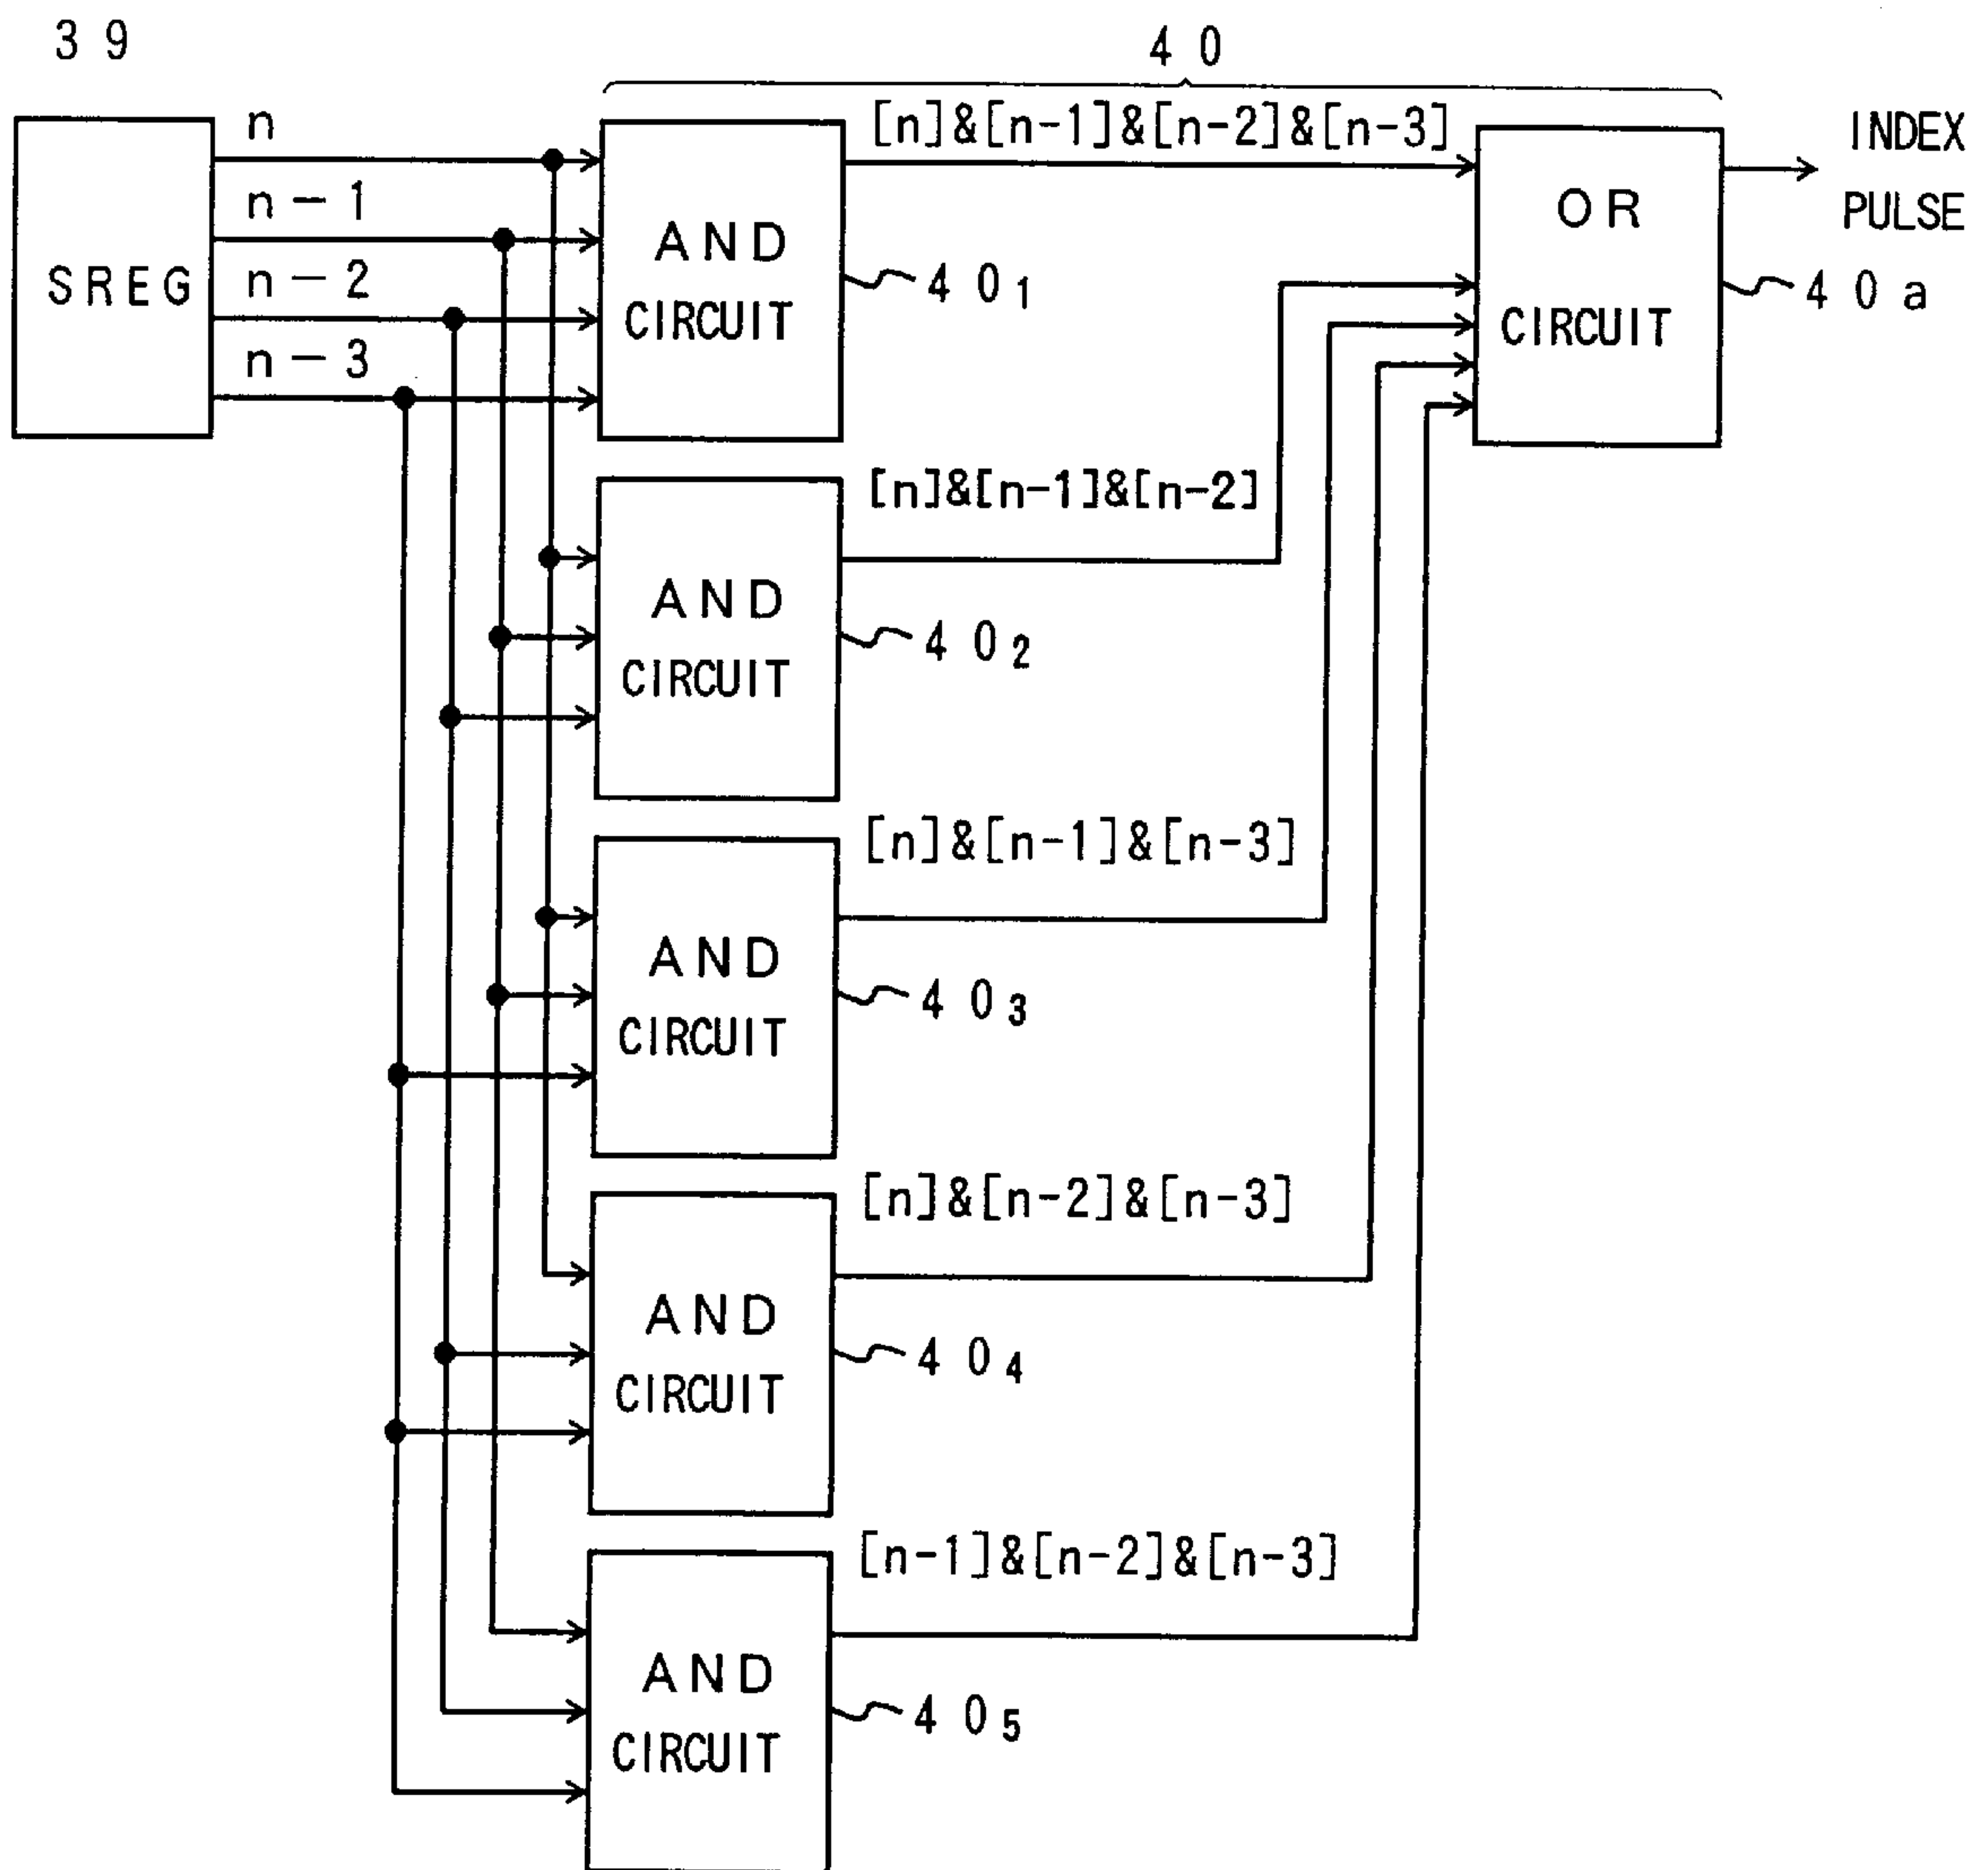 39
40
n
[n]&[n-1]&[n-2]&[n-3]
INDEX
PULSE
n-1
n-2
n-3
SREG
AND
CIRCUIT
40₁
OR
CIRCUIT
40a
[n]&[n-1]&[n-2]
AND
CIRCUIT
40₂
[n]&[n-1]&[n-3]
AND
CIRCUIT
40₃
[n]&[n-2]&[n-3]
AND
CIRCUIT
40₄
[n-1]&[n-2]&[n-3]
AND
CIRCUIT
40₅